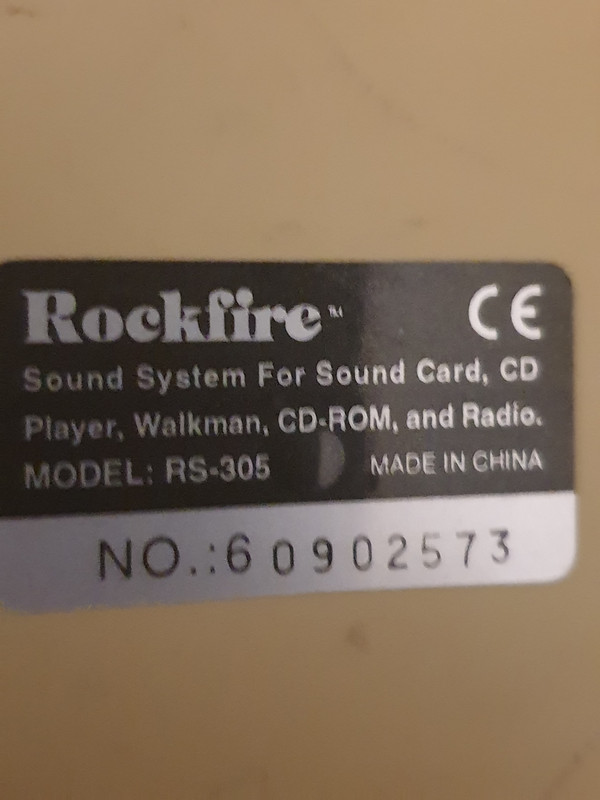 Rockfire™ CE
Sound System For Sound Card, CD
Player, Walkman, CD-ROM, and Radio.
MODEL: RS-305 MADE IN CHINA
NO.:60902573